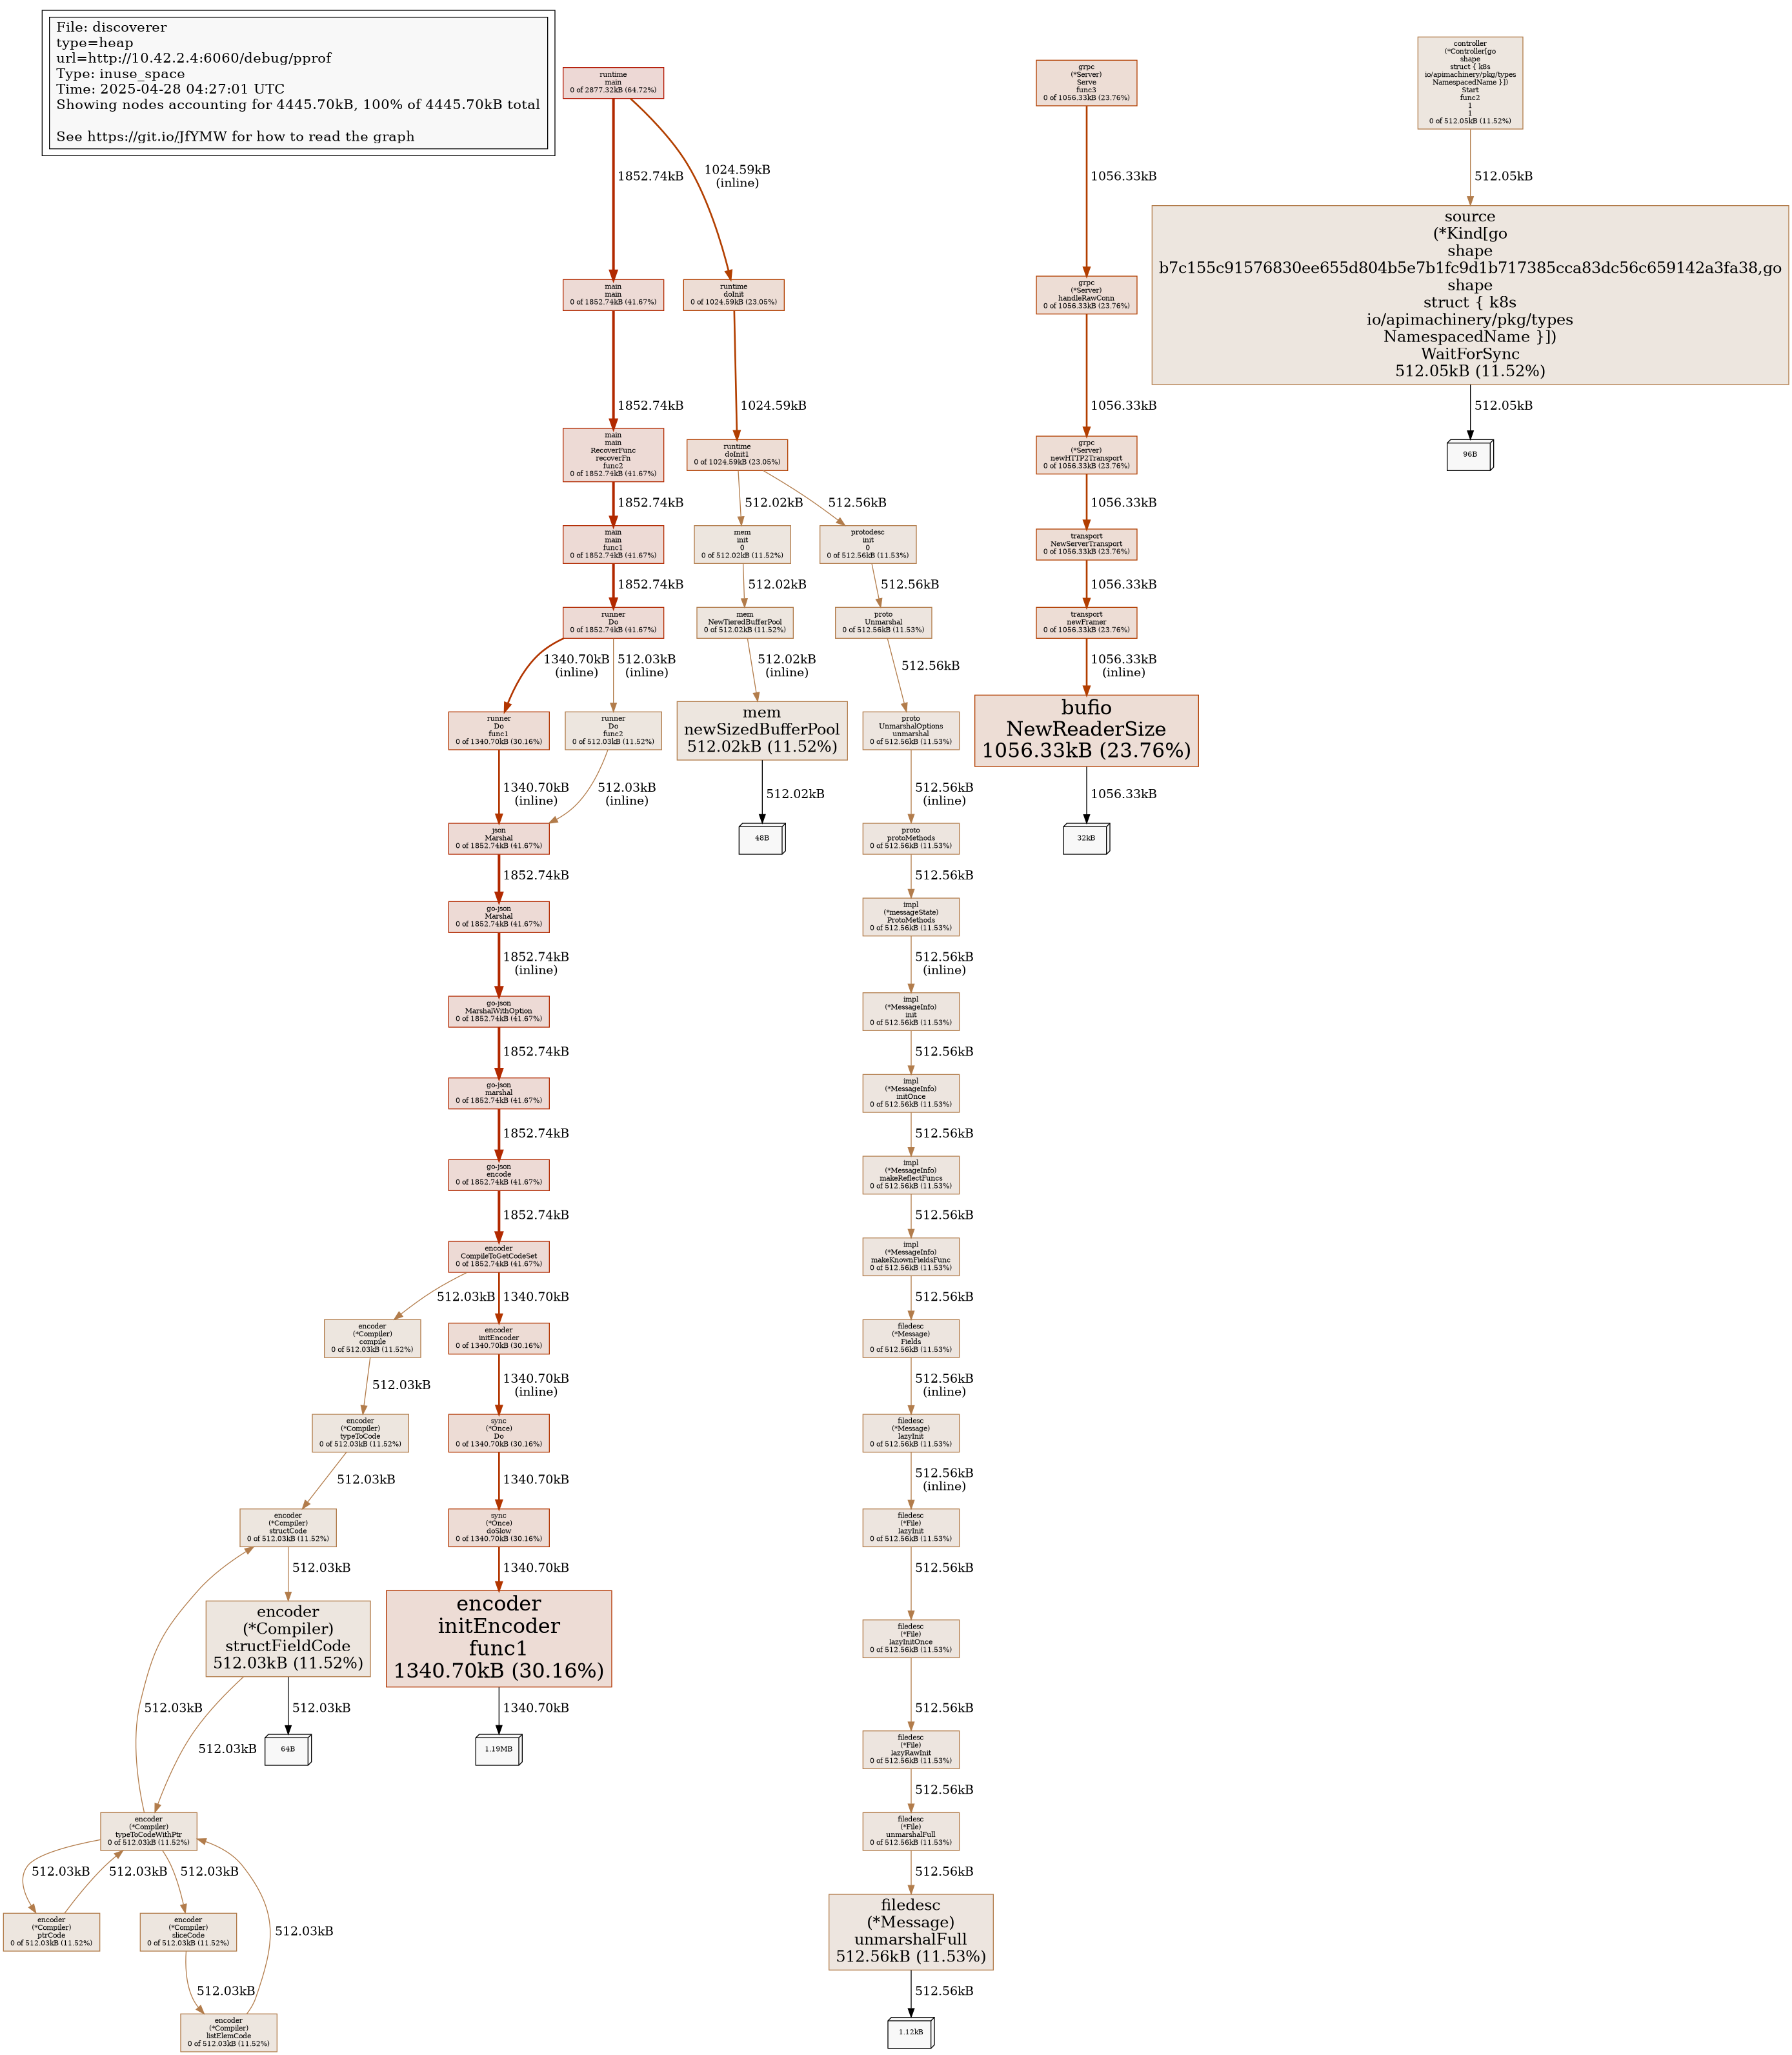 File: discoverer
type=heap
url=http://10.42.2.4:6060/debug/pprof
Type: inuse_space
Time: 2025-04-28 04:27:01 UTC
Showing nodes accounting for 4445.70kB, 100% of 4445.70kB total
See https://git.io/JfYMW for how to read the graph
runtime
main
0 of 2877.32kB (64.72%)
1852.74kB
1024.59kB
(inline)
main
main
0 of 1852.74kB (41.67%)
runtime
doInit
0 of 1024.59kB (23.05%)
1852.74kB
1024.59kB
main
main
RecoverFunc
recoverFn
func2
0 of 1852.74kB (41.67%)
runtime
doInit1
0 of 1024.59kB (23.05%)
1852.74kB
512.02kB
512.56kB
main
main
func1
0 of 1852.74kB (41.67%)
mem
init
0
0 of 512.02kB (11.52%)
protodesc
init
0
0 of 512.56kB (11.53%)
1852.74kB
512.02kB
512.56kB
runner
Do
0 of 1852.74kB (41.67%)
mem
NewTieredBufferPool
0 of 512.02kB (11.52%)
proto
Unmarshal
0 of 512.56kB (11.53%)
1340.70kB
(inline)
512.03kB
(inline)
512.02kB
(inline)
512.56kB
runner
Do
func1
0 of 1340.70kB (30.16%)
runner
Do
func2
0 of 512.03kB (11.52%)
mem
newSizedBufferPool
512.02kB (11.52%)
proto
UnmarshalOptions
unmarshal
0 of 512.56kB (11.53%)
1340.70kB
(inline)
512.03kB
(inline)
512.02kB
48B
512.56kB
(inline)
json
Marshal
0 of 1852.74kB (41.67%)
1852.74kB
go-json
Marshal
0 of 1852.74kB (41.67%)
1852.74kB
(inline)
go-json
MarshalWithOption
0 of 1852.74kB (41.67%)
1852.74kB
go-json
marshal
0 of 1852.74kB (41.67%)
1852.74kB
go-json
encode
0 of 1852.74kB (41.67%)
1852.74kB
encoder
CompileToGetCodeSet
0 of 1852.74kB (41.67%)
512.03kB
1340.70kB
encoder
(*Compiler)
compile
0 of 512.03kB (11.52%)
512.03kB
encoder
(*Compiler)
typeToCode
0 of 512.03kB (11.52%)
512.03kB
encoder
(*Compiler)
structCode
0 of 512.03kB (11.52%)
512.03kB
encoder
(*Compiler)
structFieldCode
512.03kB (11.52%)
512.03kB
512.03kB
512.03kB
64B
encoder
(*Compiler)
typeToCodeWithPtr
0 of 512.03kB (11.52%)
512.03kB
512.03kB
512.03kB
512.03kB
encoder
(*Compiler)
ptrCode
0 of 512.03kB (11.52%)
encoder
(*Compiler)
sliceCode
0 of 512.03kB (11.52%)
512.03kB
encoder
(*Compiler)
listElemCode
0 of 512.03kB (11.52%)
encoder
initEncoder
0 of 1340.70kB (30.16%)
1340.70kB
(inline)
sync
(*Once)
Do
0 of 1340.70kB (30.16%)
1340.70kB
sync
(*Once)
doSlow
0 of 1340.70kB (30.16%)
1340.70kB
encoder
initEncoder
func1
1340.70kB (30.16%)
1340.70kB
1.19MB
proto
protoMethods
0 of 512.56kB (11.53%)
512.56kB
impl
(*messageState)
ProtoMethods
0 of 512.56kB (11.53%)
512.56kB
(inline)
impl
(*MessageInfo)
init
0 of 512.56kB (11.53%)
512.56kB
impl
(*MessageInfo)
initOnce
0 of 512.56kB (11.53%)
512.56kB
impl
(*MessageInfo)
makeReflectFuncs
0 of 512.56kB (11.53%)
512.56kB
impl
(*MessageInfo)
makeKnownFieldsFunc
0 of 512.56kB (11.53%)
512.56kB
filedesc
(*Message)
Fields
0 of 512.56kB (11.53%)
512.56kB
(inline)
filedesc
(*Message)
lazyInit
0 of 512.56kB (11.53%)
512.56kB
(inline)
filedesc
(*File)
lazyInit
0 of 512.56kB (11.53%)
512.56kB
filedesc
(*File)
lazyInitOnce
0 of 512.56kB (11.53%)
512.56kB
filedesc
(*File)
lazyRawInit
0 of 512.56kB (11.53%)
512.56kB
filedesc
(*File)
unmarshalFull
0 of 512.56kB (11.53%)
512.56kB
filedesc
(*Message)
unmarshalFull
512.56kB (11.53%)
512.56kB
1.12kB
grpc
(*Server)
Serve
func3
0 of 1056.33kB (23.76%)
1056.33kB
grpc
(*Server)
handleRawConn
0 of 1056.33kB (23.76%)
1056.33kB
grpc
(*Server)
newHTTP2Transport
0 of 1056.33kB (23.76%)
1056.33kB
transport
NewServerTransport
0 of 1056.33kB (23.76%)
1056.33kB
transport
newFramer
0 of 1056.33kB (23.76%)
1056.33kB
(inline)
bufio
NewReaderSize
1056.33kB (23.76%)
1056.33kB
32kB
controller
(*Controller[go
shape
struct { k8s
io/apimachinery/pkg/types
NamespacedName }])
Start
func2
1
1
0 of 512.05kB (11.52%)
512.05kB
source
(*Kind[go
shape
b7c155c91576830ee655d804b5e7b1fc9d1b717385cca83dc56c659142a3fa38,go
shape
struct { k8s
io/apimachinery/pkg/types
NamespacedName }])
WaitForSync
512.05kB (11.52%)
512.05kB
96B